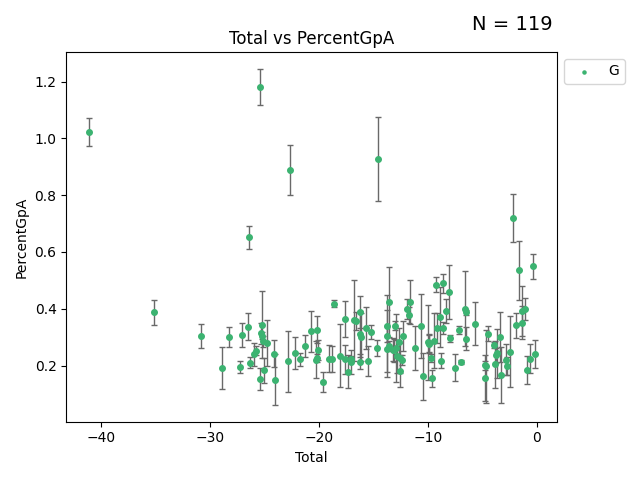 N = 119
Total vs PercentGpA
G
1.2
1.0
0.8
0.6
0.4
0.2
PercentGpA
−40
−30
−20
−10
0
Total